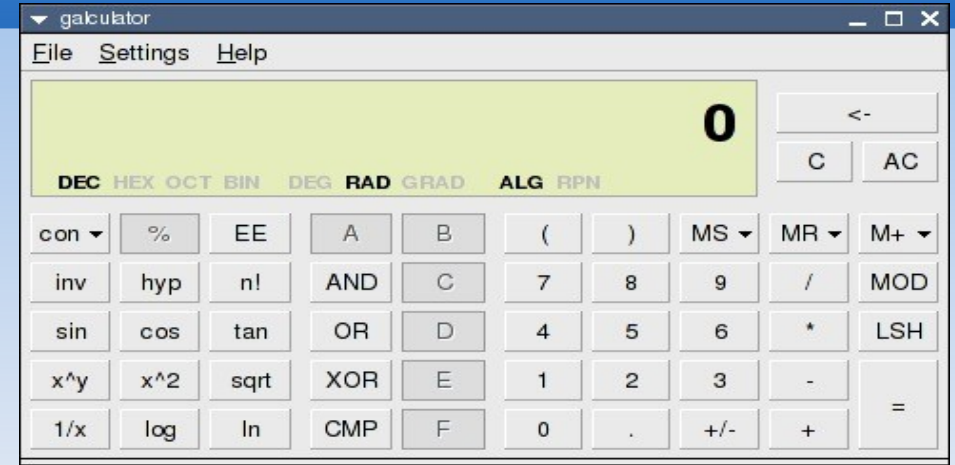 galculator
File Settings Help
0
<-
C AC
DEC HEX OCT BIN DEG RAD GRAD ALG RPN
con % EE A B ( ) MS MR M+
inv hyp n! AND C 7 8 9 / MOD
sin cos tan OR D 4 5 6 * LSH
x^y x^2 sqrt XOR E 1 2 3 -
=
1/x log ln CMP F 0 . +/- +